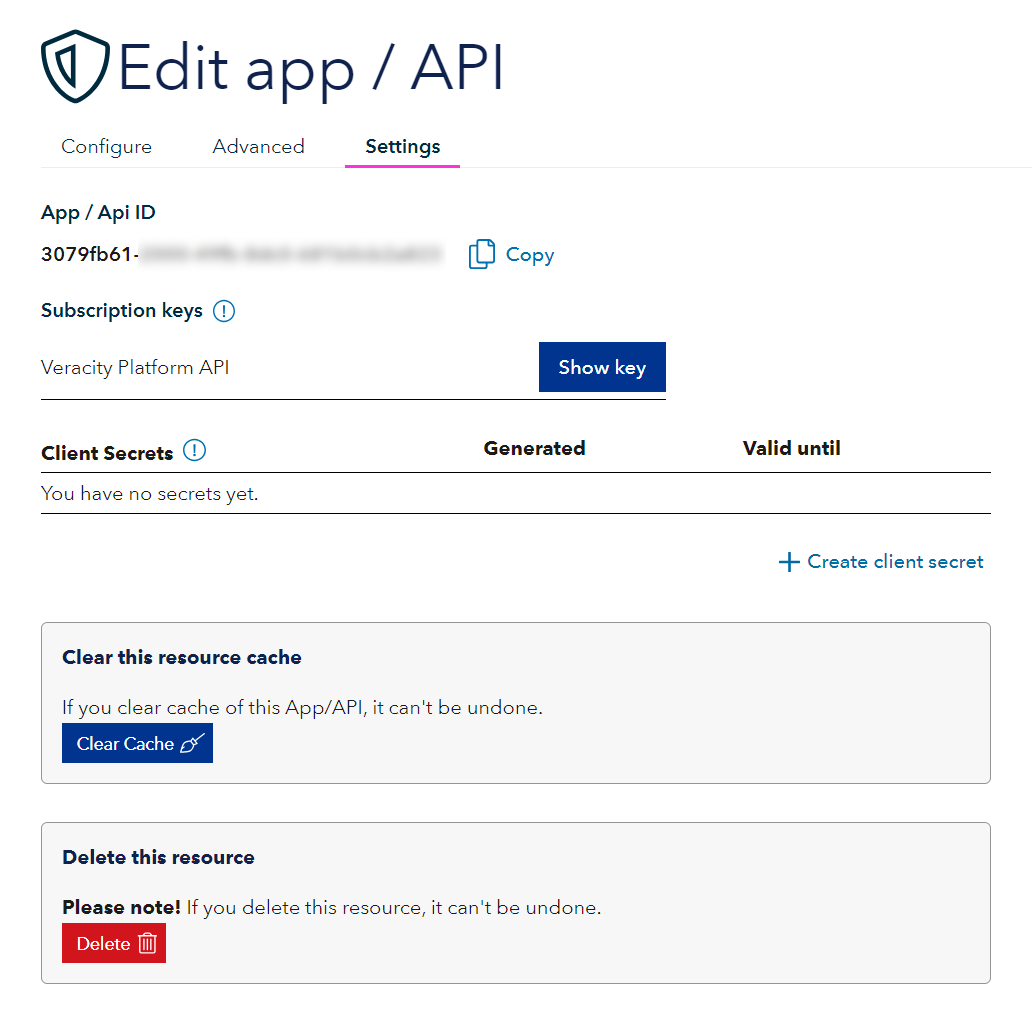 Edit app / API
Configure Advanced Settings
App / Api ID
3079fb61- Copy
Subscription keys
Veracity Platform API Show key
Client Secrets Generated Valid until
You have no secrets yet.
Create client secret
Clear this resource cache
If you clear cache of this App/API, it can't be undone.
Clear Cache
Delete this resource
Please note! If you delete this resource, it can't be undone.
Delete